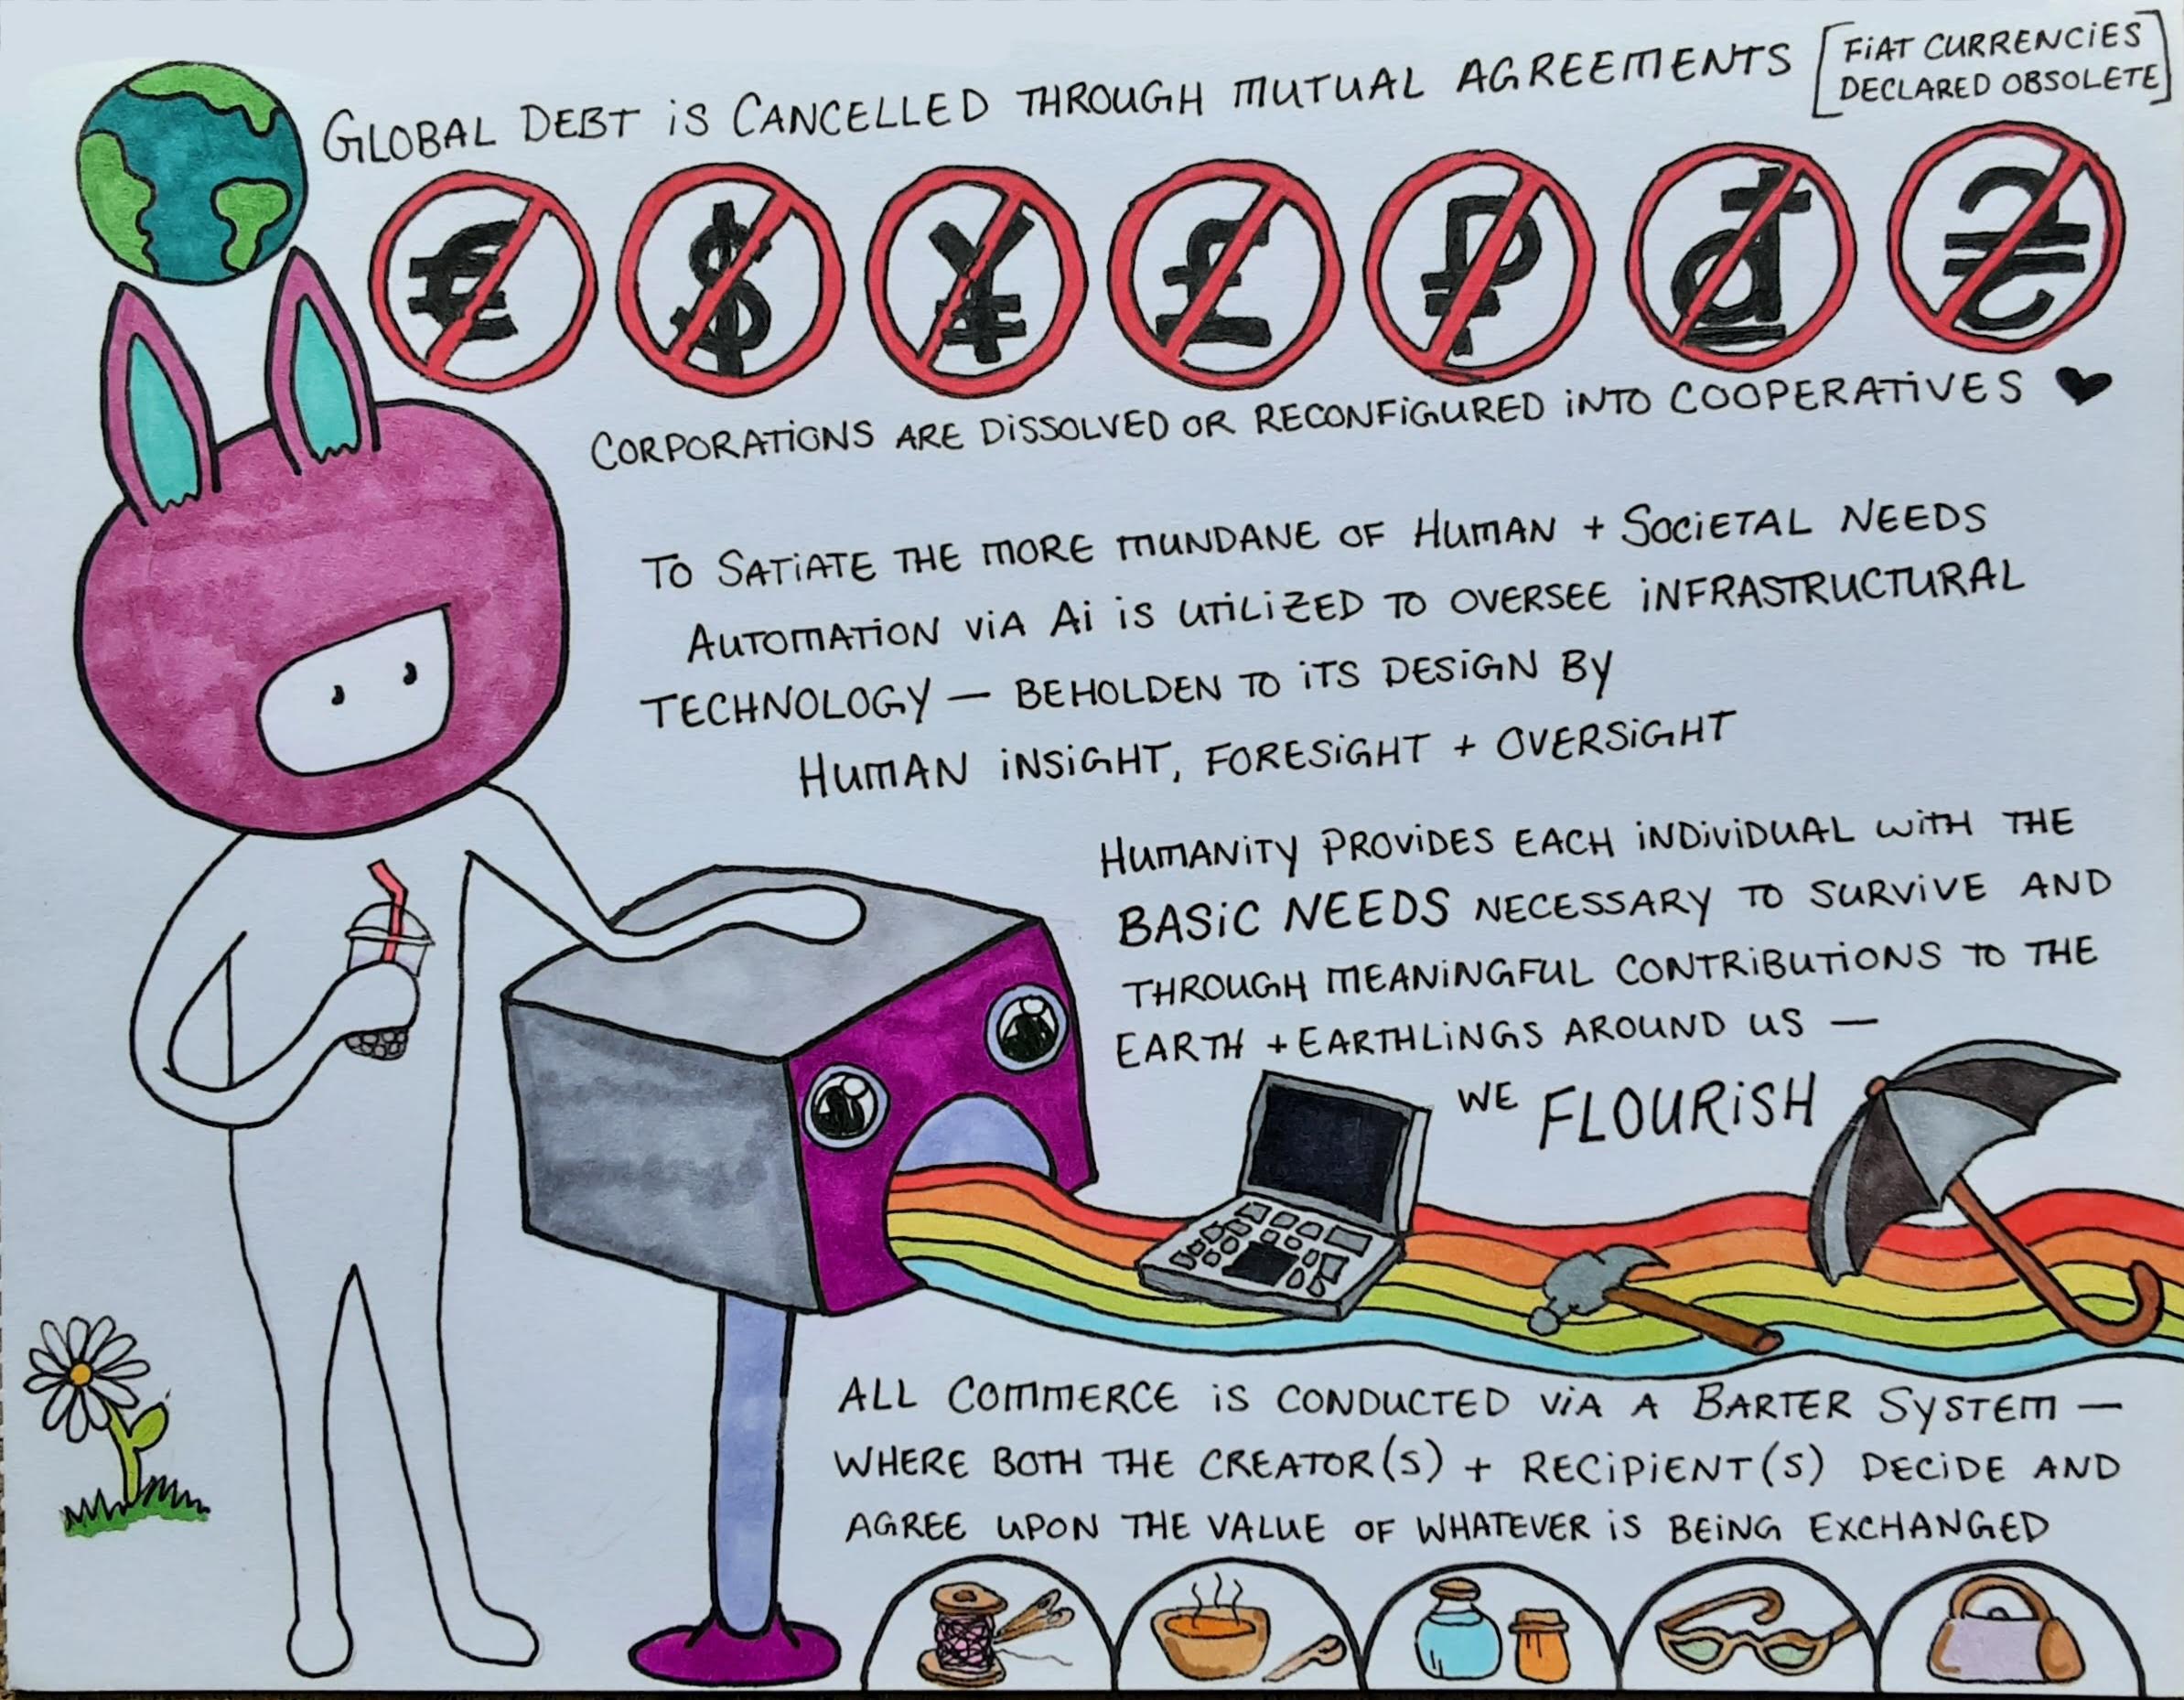 GLOBAL DEBT iS CANCELLED THROUGH MUTUAL AGREEMENTS [FiAT CURRENCiES
DECLARED OBSOLETE]
€ $ ¥ £ ₽ ₫ ₴
CORPORATiONS ARE DiSSOLVED OR RECONFiGURED iNTO COOPERATiVES ♥
TO SATiATE THE MORE MUNDANE OF HUMAN + SOCiETAL NEEDS
AUTOMATiON ViA Ai iS UTiLiZED TO OVERSEE iNFRASTRUCTURAL
TECHNOLOGY — BEHOLDEN TO iTS DESiGN BY
HUMAN iNSiGHT, FORESiGHT + OVERSiGHT
HUMANiTY PROViDES EACH iNDiViDUAL WiTH THE
BASiC NEEDS NECESSARY TO SURViVE AND
THROUGH MEANiNGFUL CONTRiBUTiONS TO THE
EARTH + EARTHLiNGS AROUND US —
WE FLOURiSH
ALL COMMERCE iS CONDUCTED ViA A BARTER SYSTEM —
WHERE BOTH THE CREATOR(S) + RECiPiENT(S) DECiDE AND
AGREE UPON THE VALUE OF WHATEVER iS BEiNG EXCHANGED